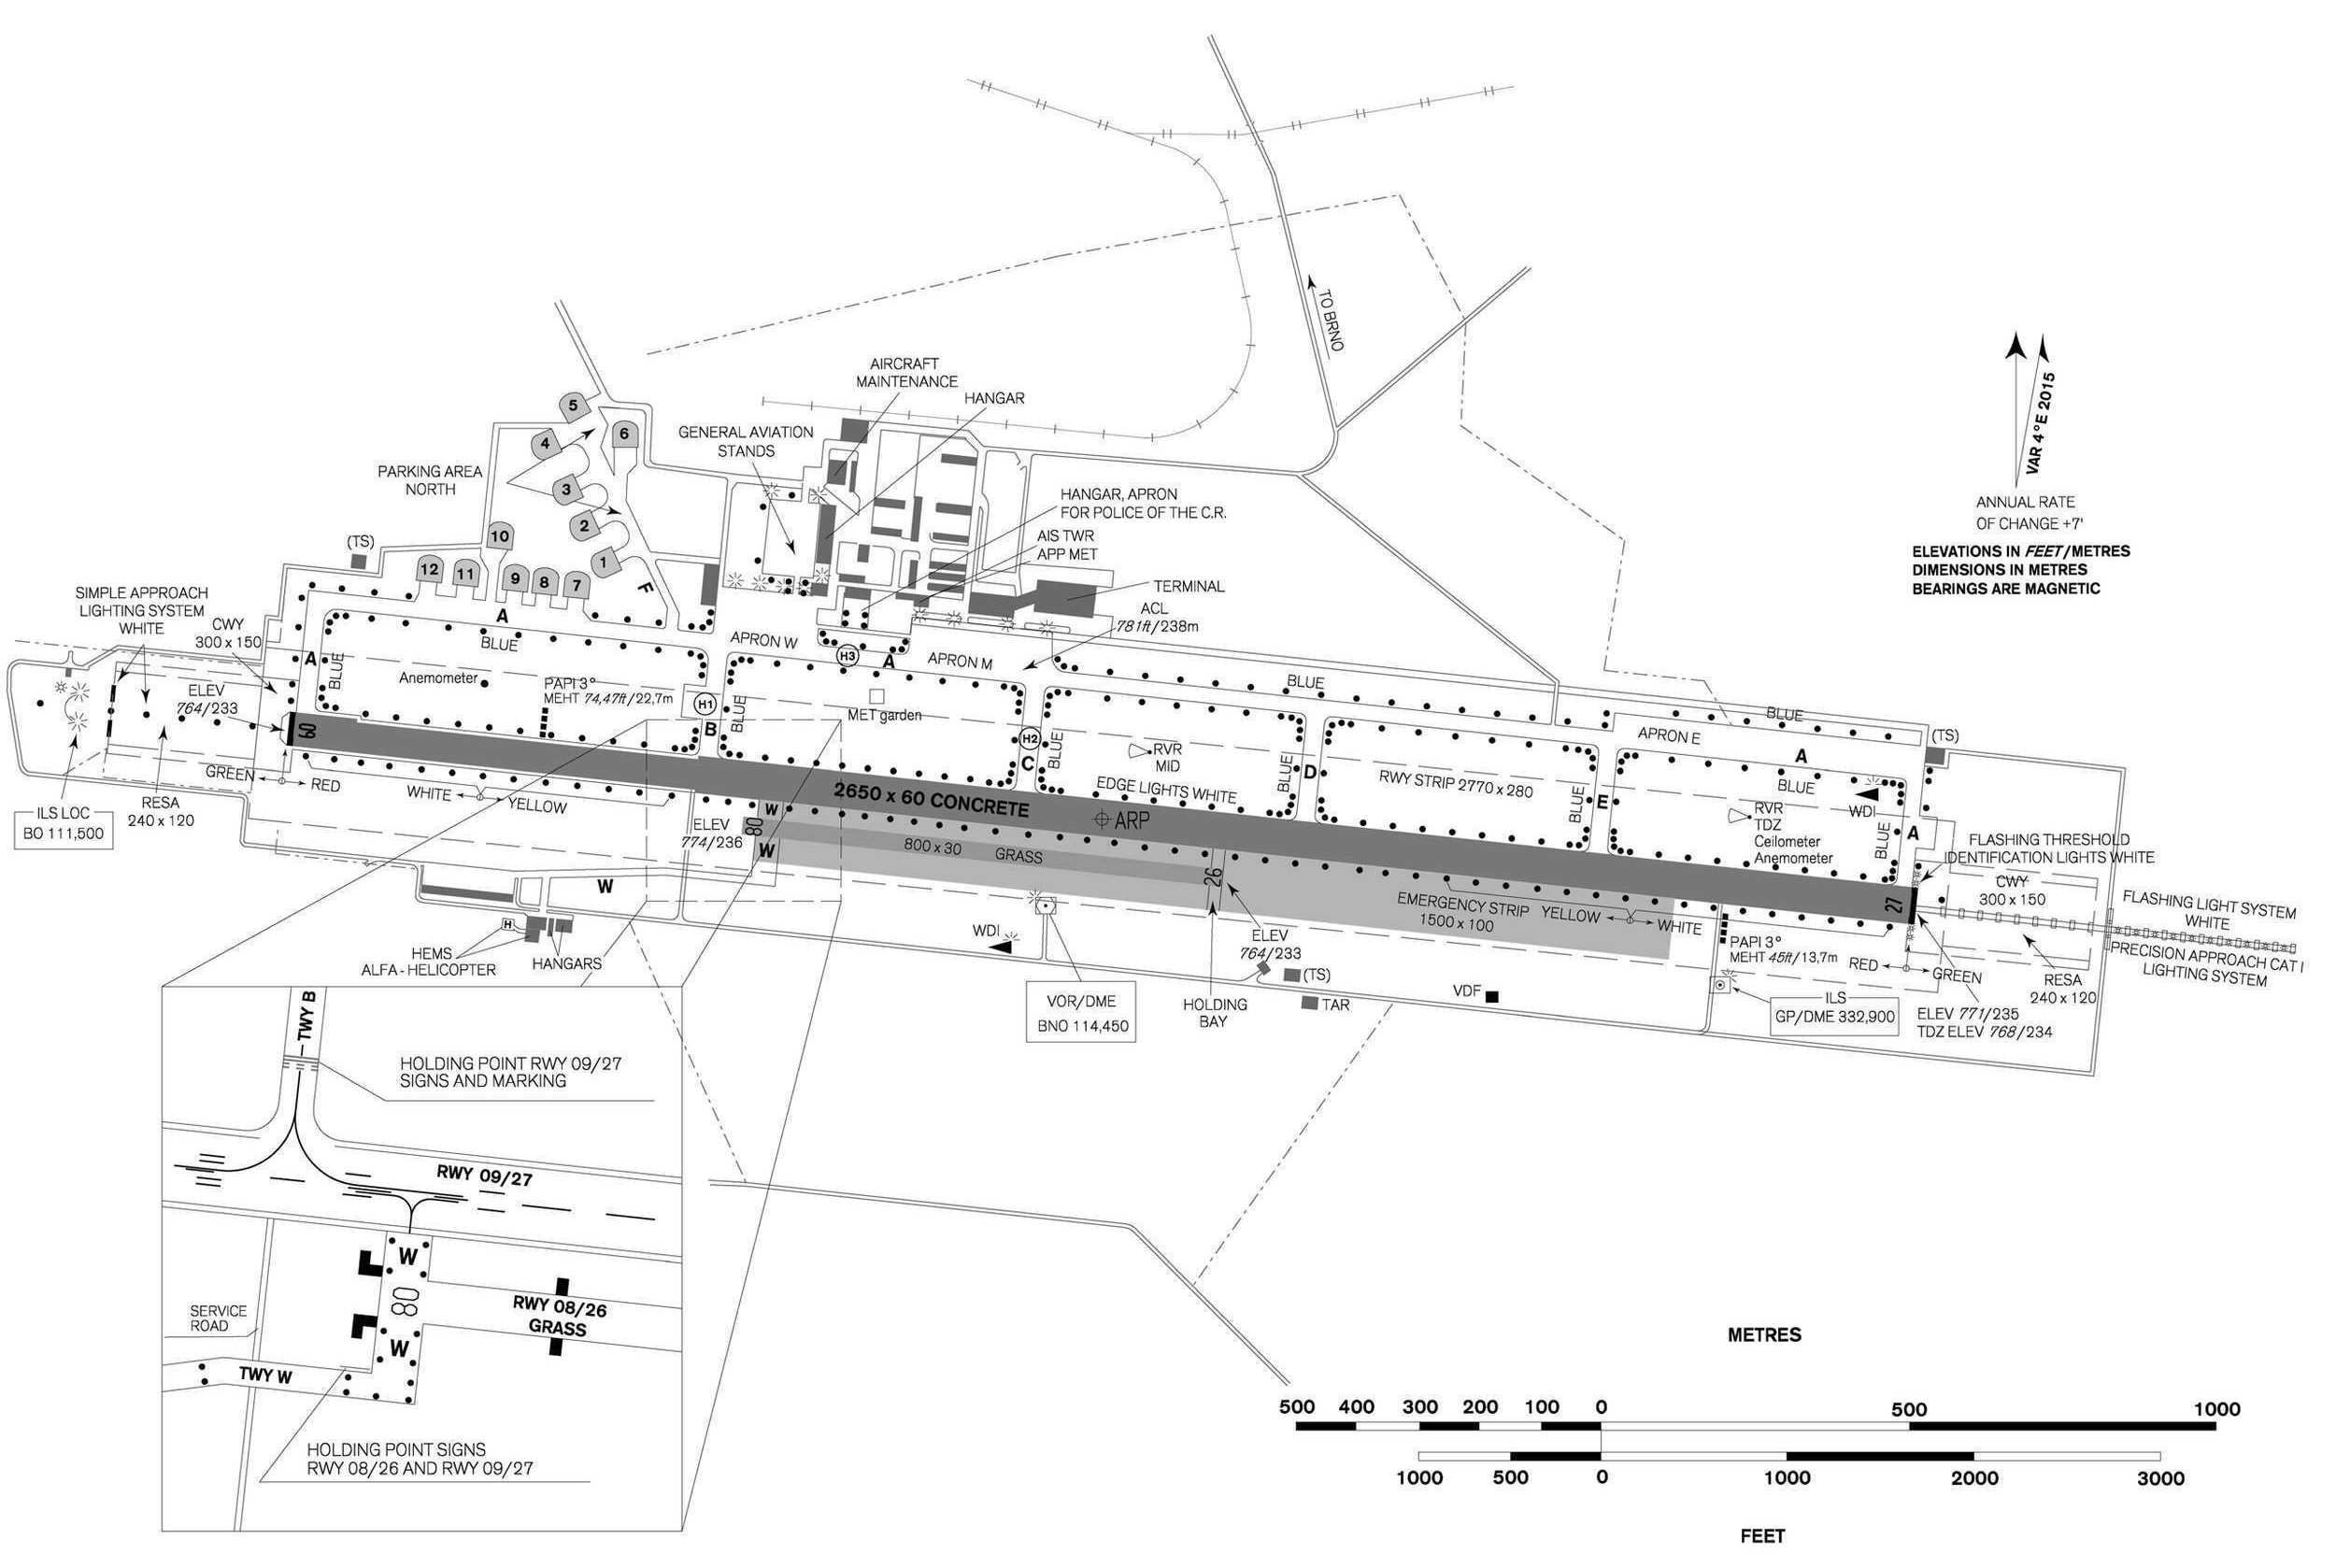 TO BRNO
VAR 4°E 2015
ANNUAL RATE
OF CHANGE +7'
ELEVATIONS IN FEET/METRES
DIMENSIONS IN METRES
BEARINGS ARE MAGNETIC
AIRCRAFT
MAINTENANCE
HANGAR
GENERAL AVIATION
STANDS
5
6
4
PARKING AREA
NORTH
3
HANGAR, APRON
FOR POLICE OF THE C.R.
2
10
AIS TWR
APP MET
(TS)
1
12
11
9
8
7
F
TERMINAL
SIMPLE APPROACH
LIGHTING SYSTEM
WHITE
CWY
300 x 150
A
BLUE
ACL
781ft/238m
APRON W
H3
A
APRON M
A
BLUE
BLUE
Anemometer
PAPI 3°
MEHT 74,47ft/22,7m
ELEV
764/233
H1
BLUE
B
MET garden
BLUE
BLUE
APRON E
A
(TS)
H2
C
BLUE
RVR
MID
09
D
BLUE
RWY STRIP 2770 x 280
BLUE
WDI
GREEN
RED
WHITE
YELLOW
ILS LOC
BO 111,500
RESA
240 x 120
EDGE LIGHTS WHITE
2650 x 60 CONCRETE
ARP
BLUE
E
RVR
TDZ
Ceilometer
Anemometer
BLUE
A
FLASHING THRESHOLD
IDENTIFICATION LIGHTS WHITE
W
08
W
ELEV
774/236
800 x 30
GRASS
26
W
EMERGENCY STRIP
1500 x 100
YELLOW
WHITE
27
CWY
300 x 150
FLASHING LIGHT SYSTEM
WHITE
PRECISION APPROACH CAT I
LIGHTING SYSTEM
H
HEMS
ALFA-HELICOPTER
HANGARS
WDI
ELEV
764/233
PAPI 3°
MEHT 45ft/13,7m
RED
GREEN
RESA
240 x 120
(TS)
TAR
VDF
VOR/DME
BNO 114,450
HOLDING
BAY
ILS
GP/DME 332,900
ELEV 771/235
TDZ ELEV 768/234
TWY B
HOLDING POINT RWY 09/27
SIGNS AND MARKING
RWY 09/27
W
08
RWY 08/26
GRASS
SERVICE
ROAD
W
TWY W
HOLDING POINT SIGNS
RWY 08/26 AND RWY 09/27
METRES
500 400 300 200 100 0 500 1000
1000 500 0 1000 2000 3000
FEET